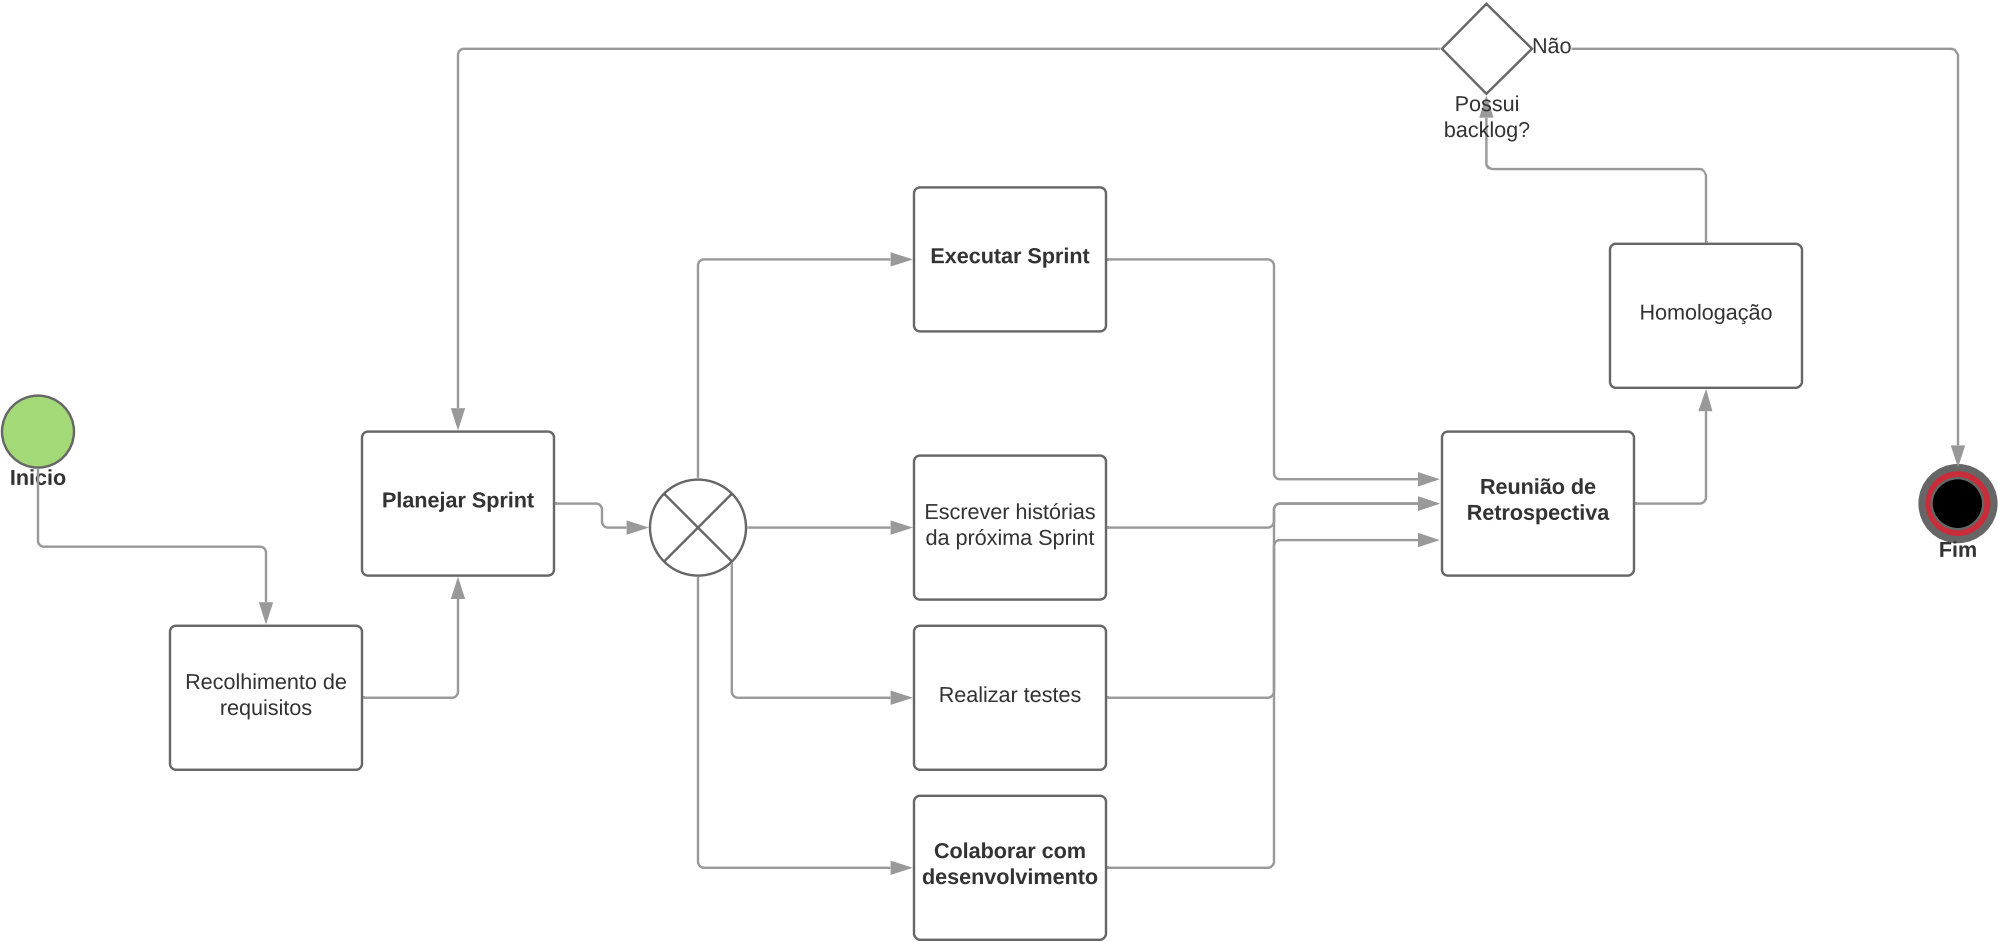 Não
Possui
backlog?
Executar Sprint
Homologação
Inicio
Planejar Sprint
Escrever histórias
da próxima Sprint
Reunião de
Retrospectiva
Fim
Recolhimento de
requisitos
Realizar testes
Colaborar com
desenvolvimento